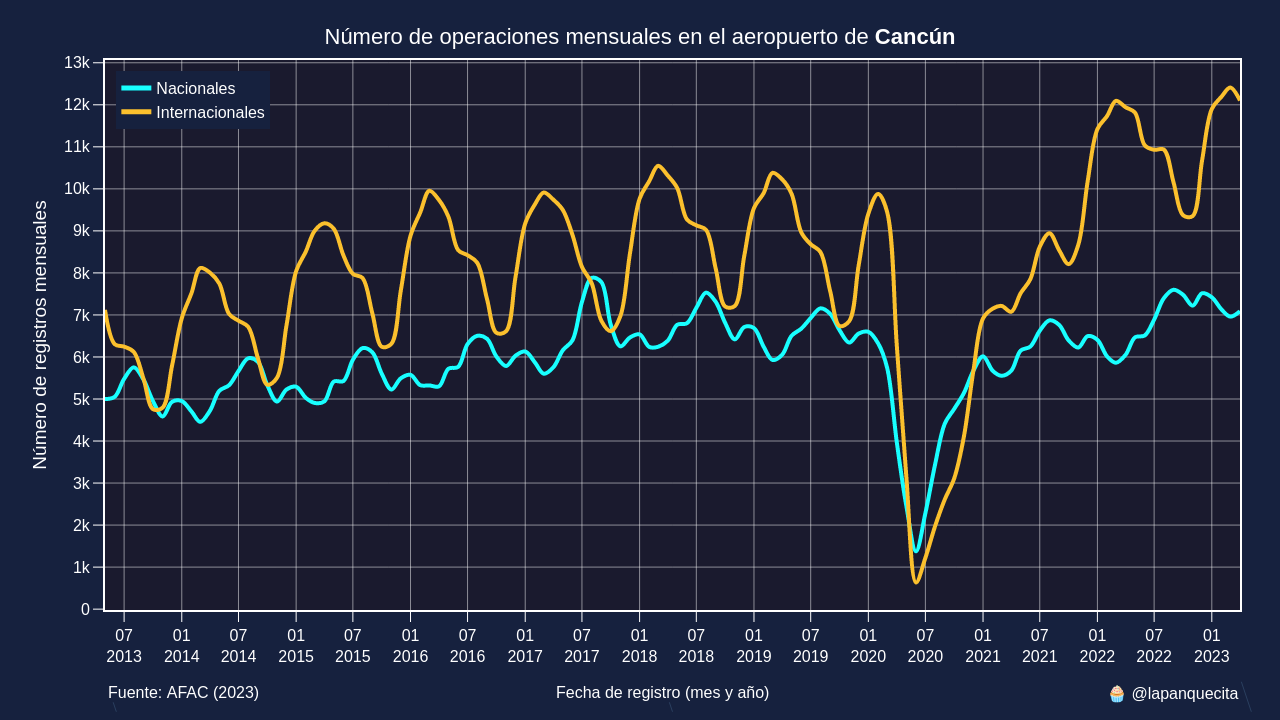 Número de operaciones mensuales en el aeropuerto de Cancún
Nacionales
Internacionales
Número de registros mensuales
13k
12k
11k
10k
9k
8k
7k
6k
5k
4k
3k
2k
1k
0
07 01 07 01 07 01 07 01 07 01 07 01 07 01 07 01 07 01 07 01
2013 2014 2014 2015 2015 2016 2016 2017 2017 2018 2018 2019 2019 2020 2020 2021 2021 2022 2022 2023
Fuente: AFAC (2023)
Fecha de registro (mes y año)
🧁 @lapanquecita